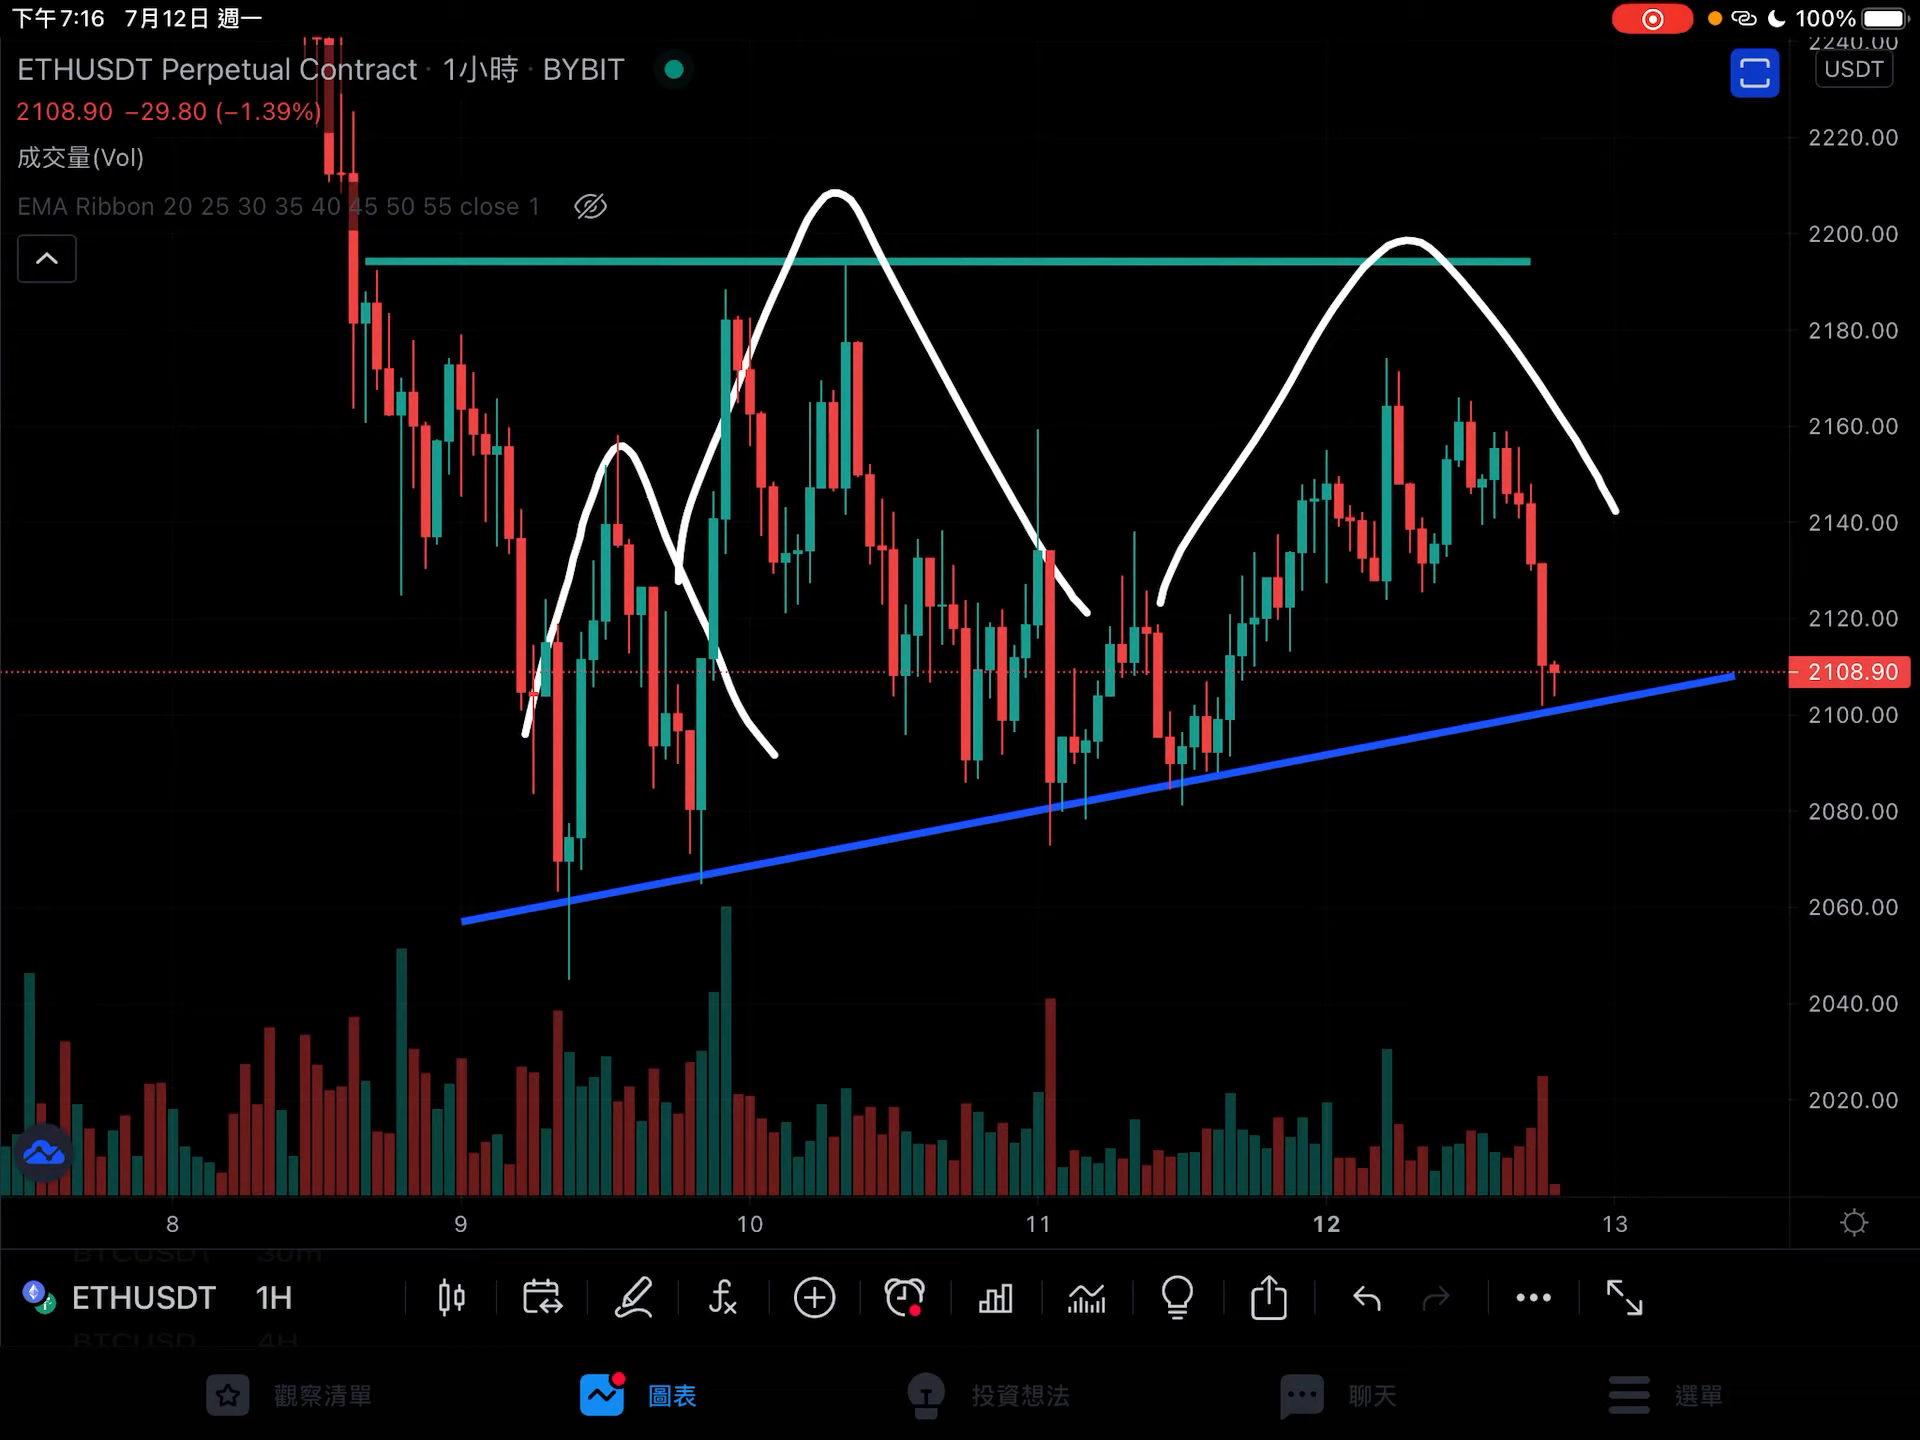 下午7:16 7月12日 週一
100%
ETHUSDT Perpetual Contract · 1小時 · BYBIT
2108.90 −29.80 (−1.39%)
成交量(Vol)
EMA Ribbon 20 25 30 35 40 45 50 55 close 1
2240.00
USDT
2220.00
2200.00
2180.00
2160.00
2140.00
2120.00
2108.90
2100.00
2080.00
2060.00
2040.00
2020.00
8 9 10 11 12 13
BTCUSDT 30m
ETHUSDT 1H
BTCUSD 4H
觀察清單 圖表 投資想法 聊天 選單